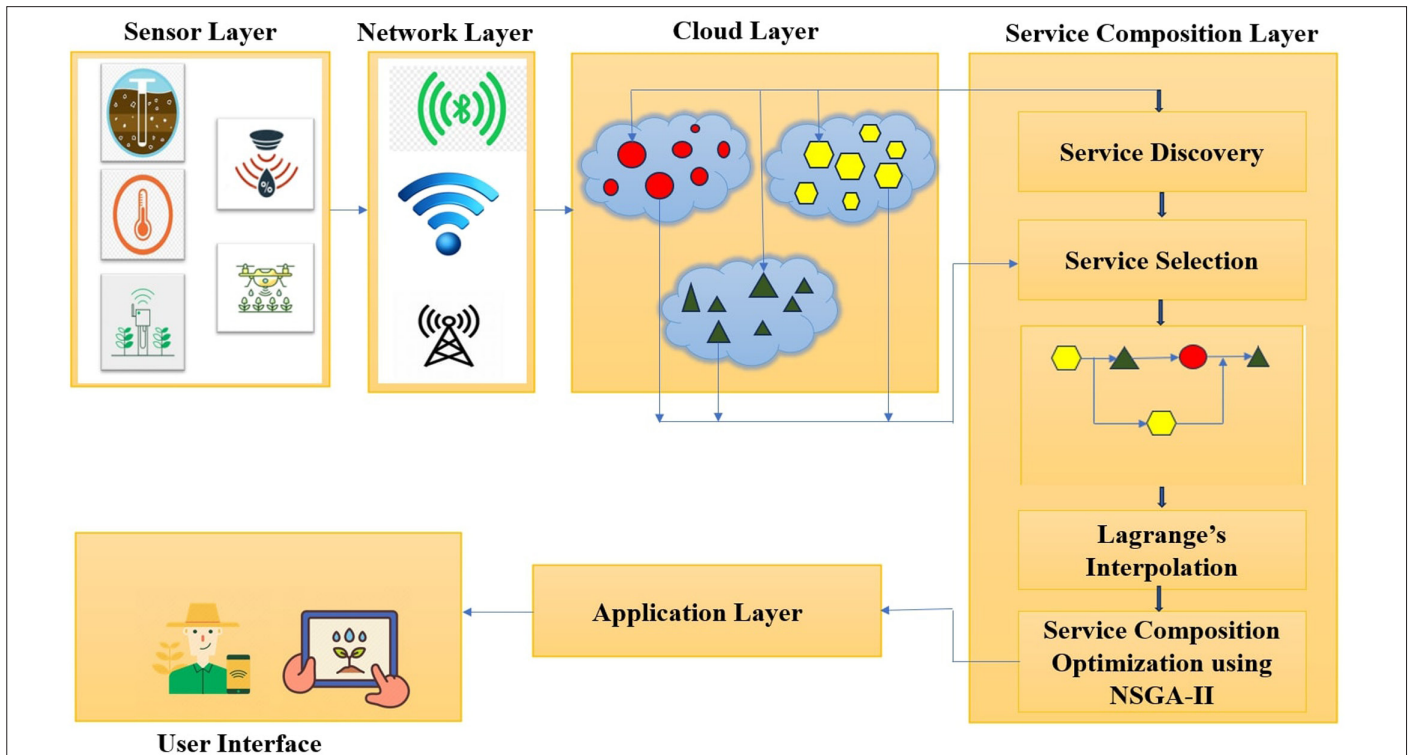 Sensor Layer
Network Layer
Cloud Layer
Service Composition Layer
%
Service Discovery
Service Selection
Lagrange’s
Interpolation
Service Composition
Optimization using
NSGA-II
Application Layer
User Interface